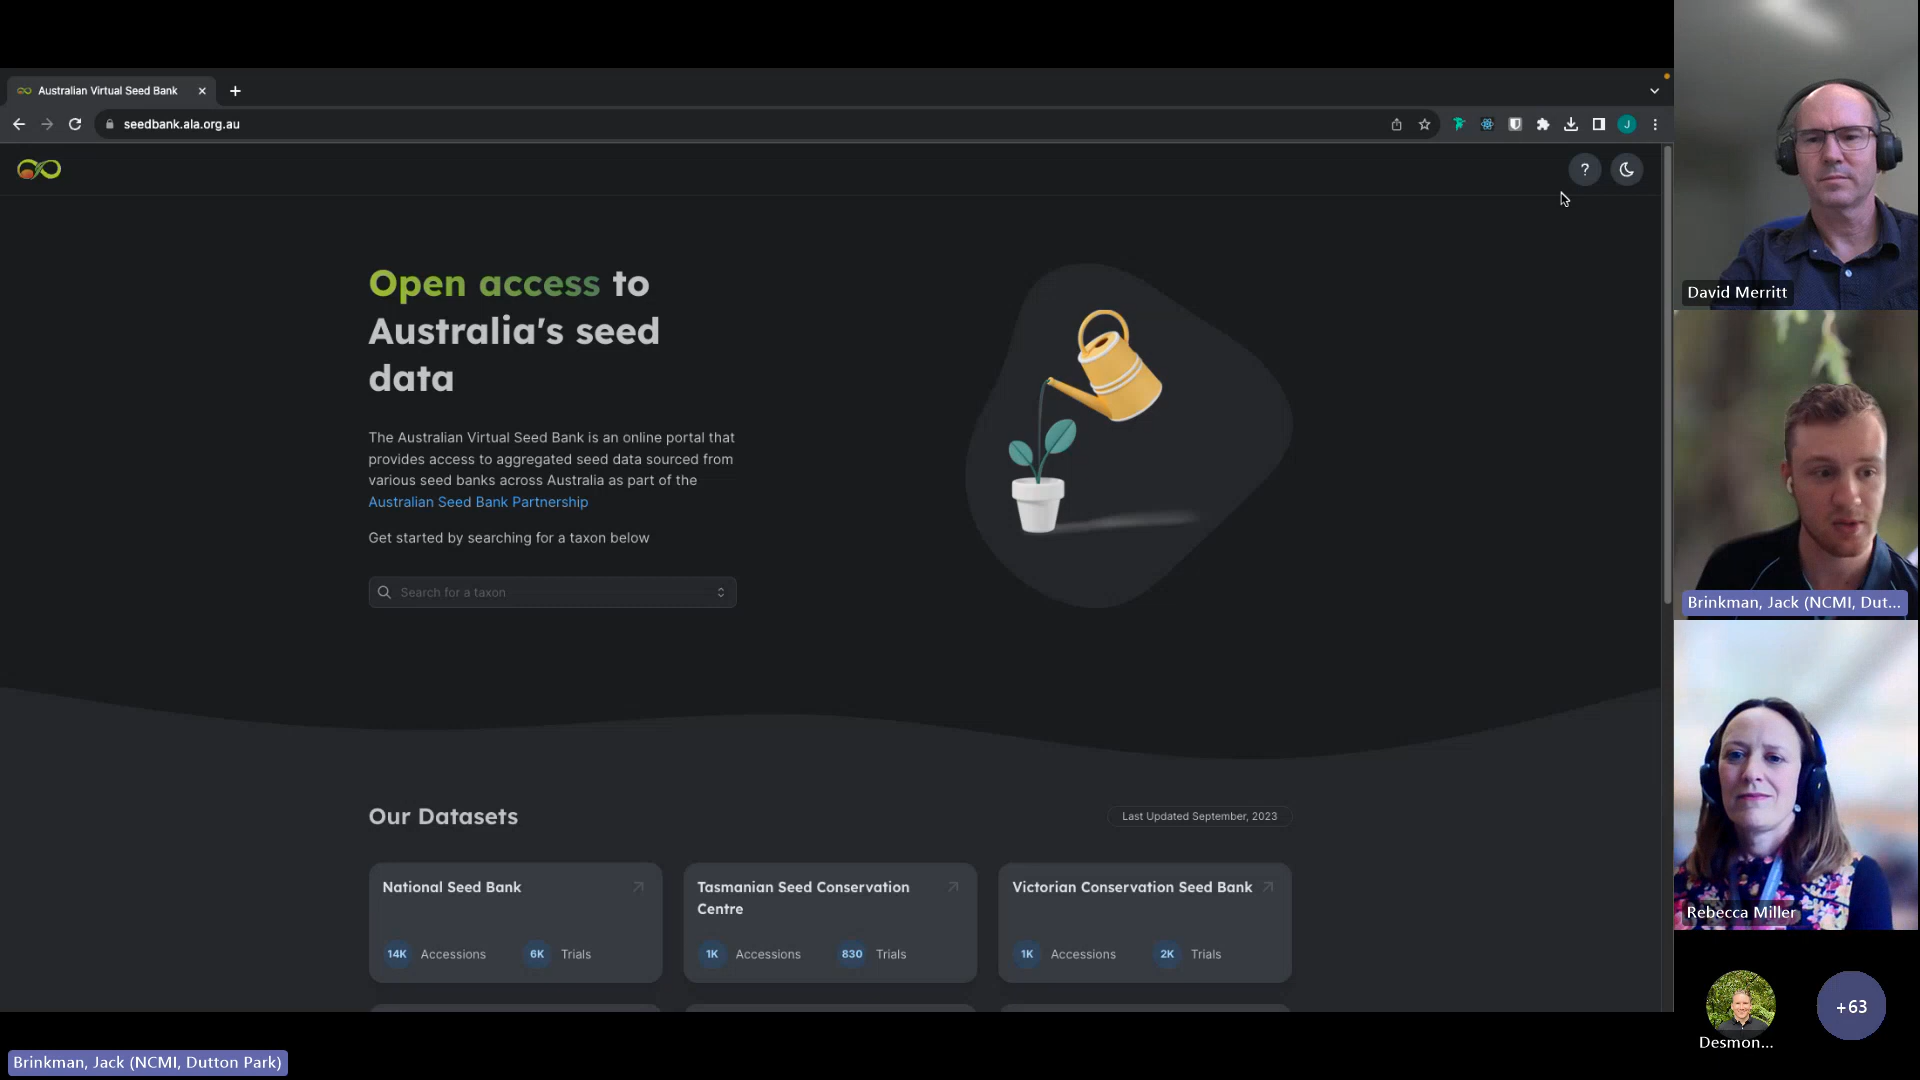 Australian Virtual Seed Bank
seedbank.ala.org.au
J
?
Open access to
Australia's seed
data
The Australian Virtual Seed Bank is an online portal that
provides access to aggregated seed data sourced from
various seed banks across Australia as part of the
Australian Seed Bank Partnership
Get started by searching for a taxon below
Search for a taxon
Our Datasets
Last Updated September, 2023
National Seed Bank
14K Accessions 6K Trials
Tasmanian Seed Conservation
Centre
1K Accessions 830 Trials
Victorian Conservation Seed Bank
1K Accessions 2K Trials
David Merritt
Brinkman, Jack (NCMI, Dut...
Rebecca Miller
Desmon...
+63
Brinkman, Jack (NCMI, Dutton Park)